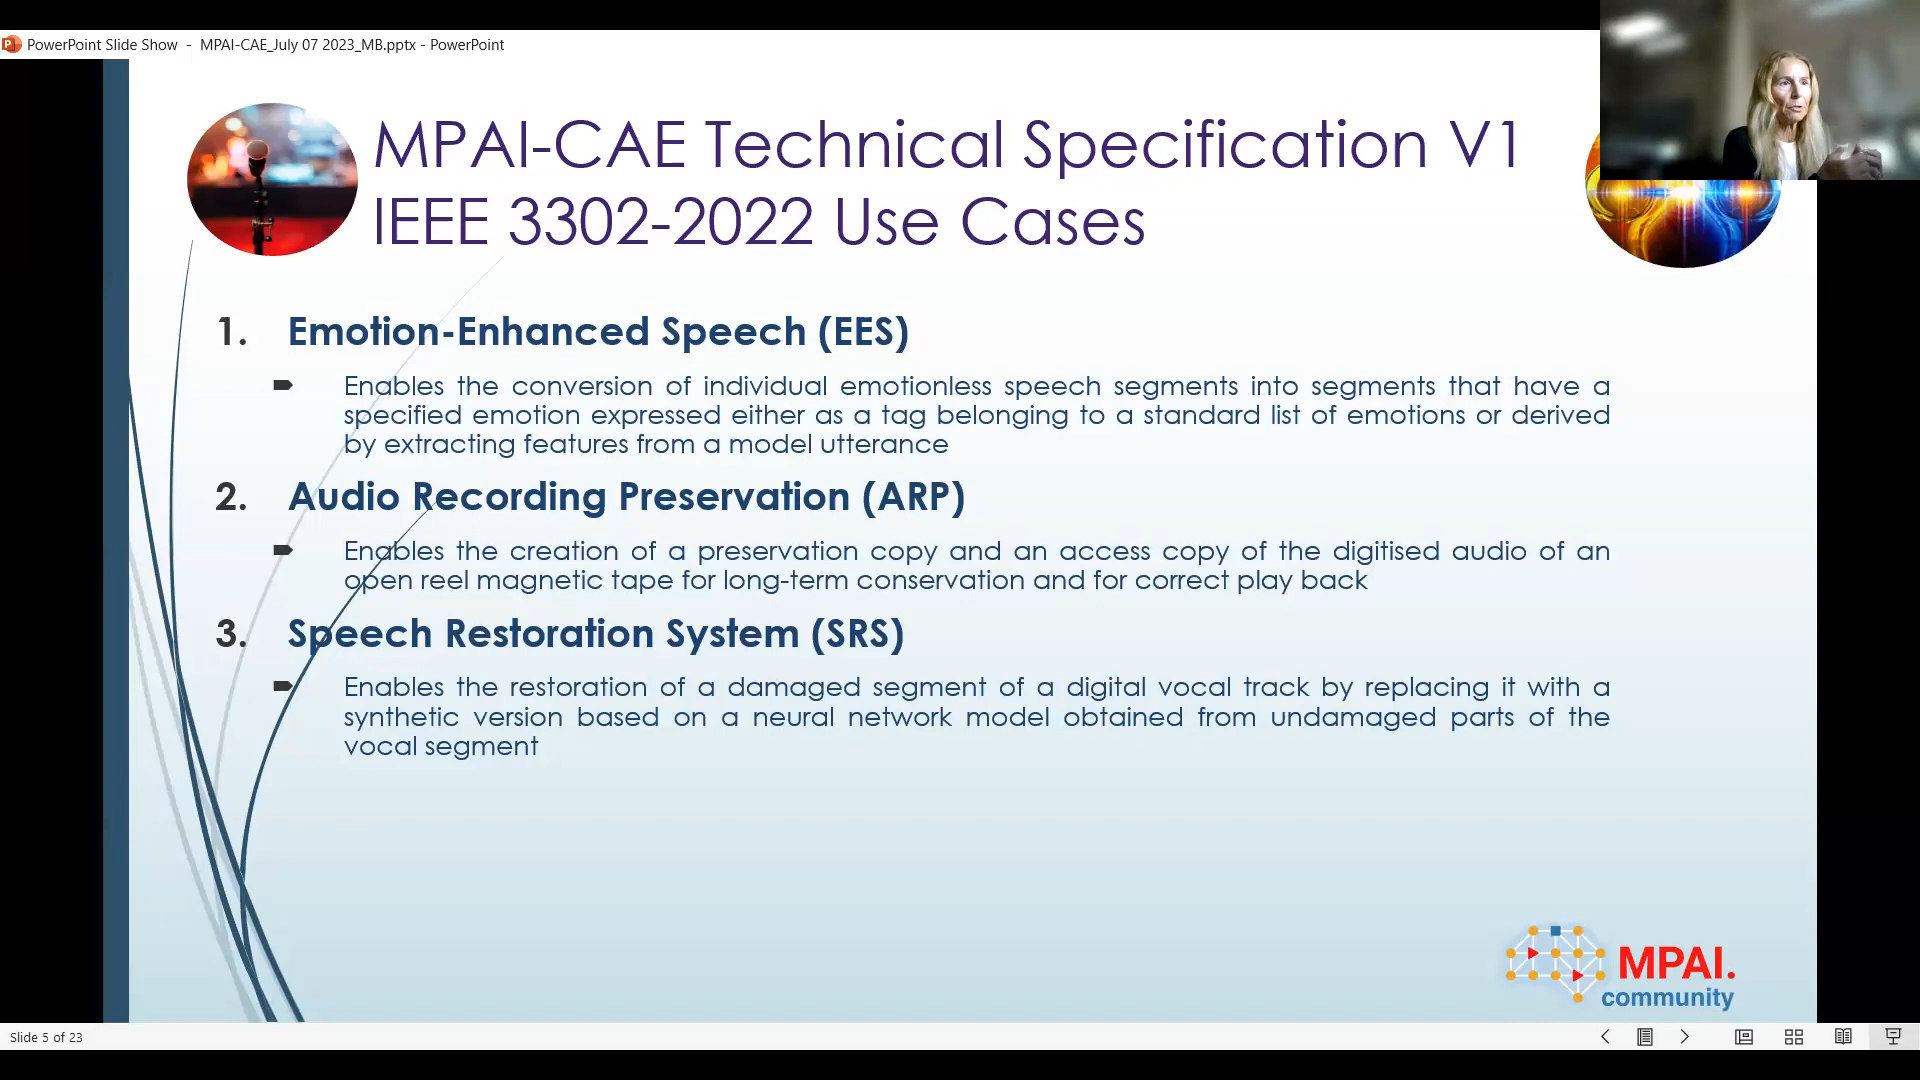 PowerPoint Slide Show - MPAI-CAE_July 07 2023_MB.pptx - PowerPoint
MPAI-CAE Technical Specification V1
IEEE 3302-2022 Use Cases
1. Emotion-Enhanced Speech (EES)
Enables the conversion of individual emotionless speech segments into segments that have a
specified emotion expressed either as a tag belonging to a standard list of emotions or derived
by extracting features from a model utterance
2. Audio Recording Preservation (ARP)
Enables the creation of a preservation copy and an access copy of the digitised audio of an
open reel magnetic tape for long-term conservation and for correct play back
3. Speech Restoration System (SRS)
Enables the restoration of a damaged segment of a digital vocal track by replacing it with a
synthetic version based on a neural network model obtained from undamaged parts of the
vocal segment
MPAI.
community
Slide 5 of 23